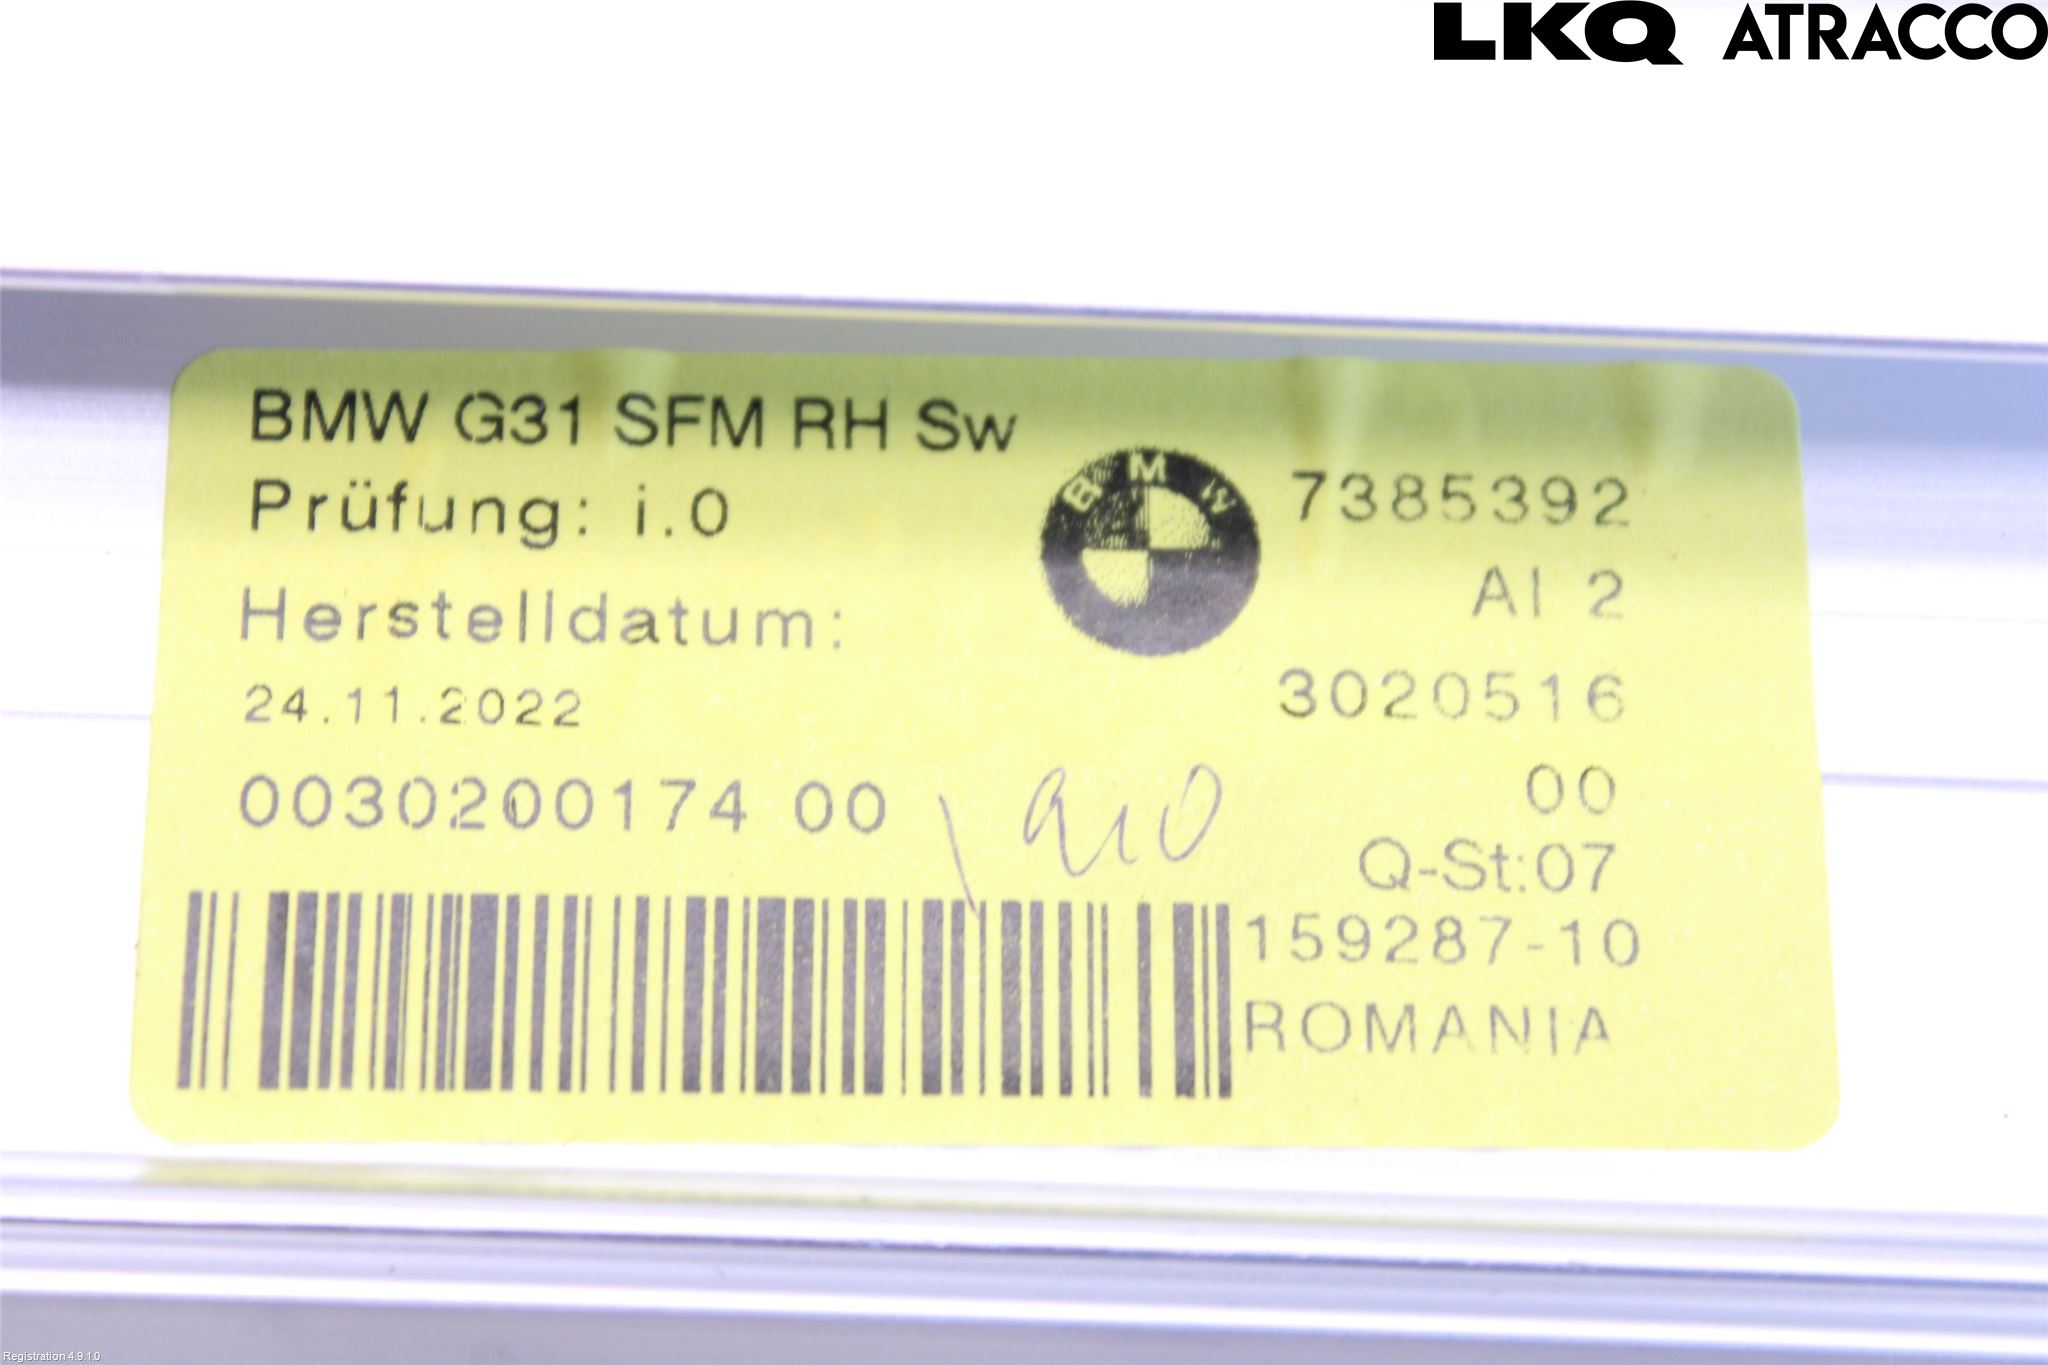 LKQ ATRACCO
BMW G31 SFM RH Sw
Prüfung: i.O
Herstelldatum:
24.11.2022
0030200174 00
BMW
7385392
AI 2
3020516
00
Q-St:07
159287-10
ROMANIA
Registration 4.9.1.0